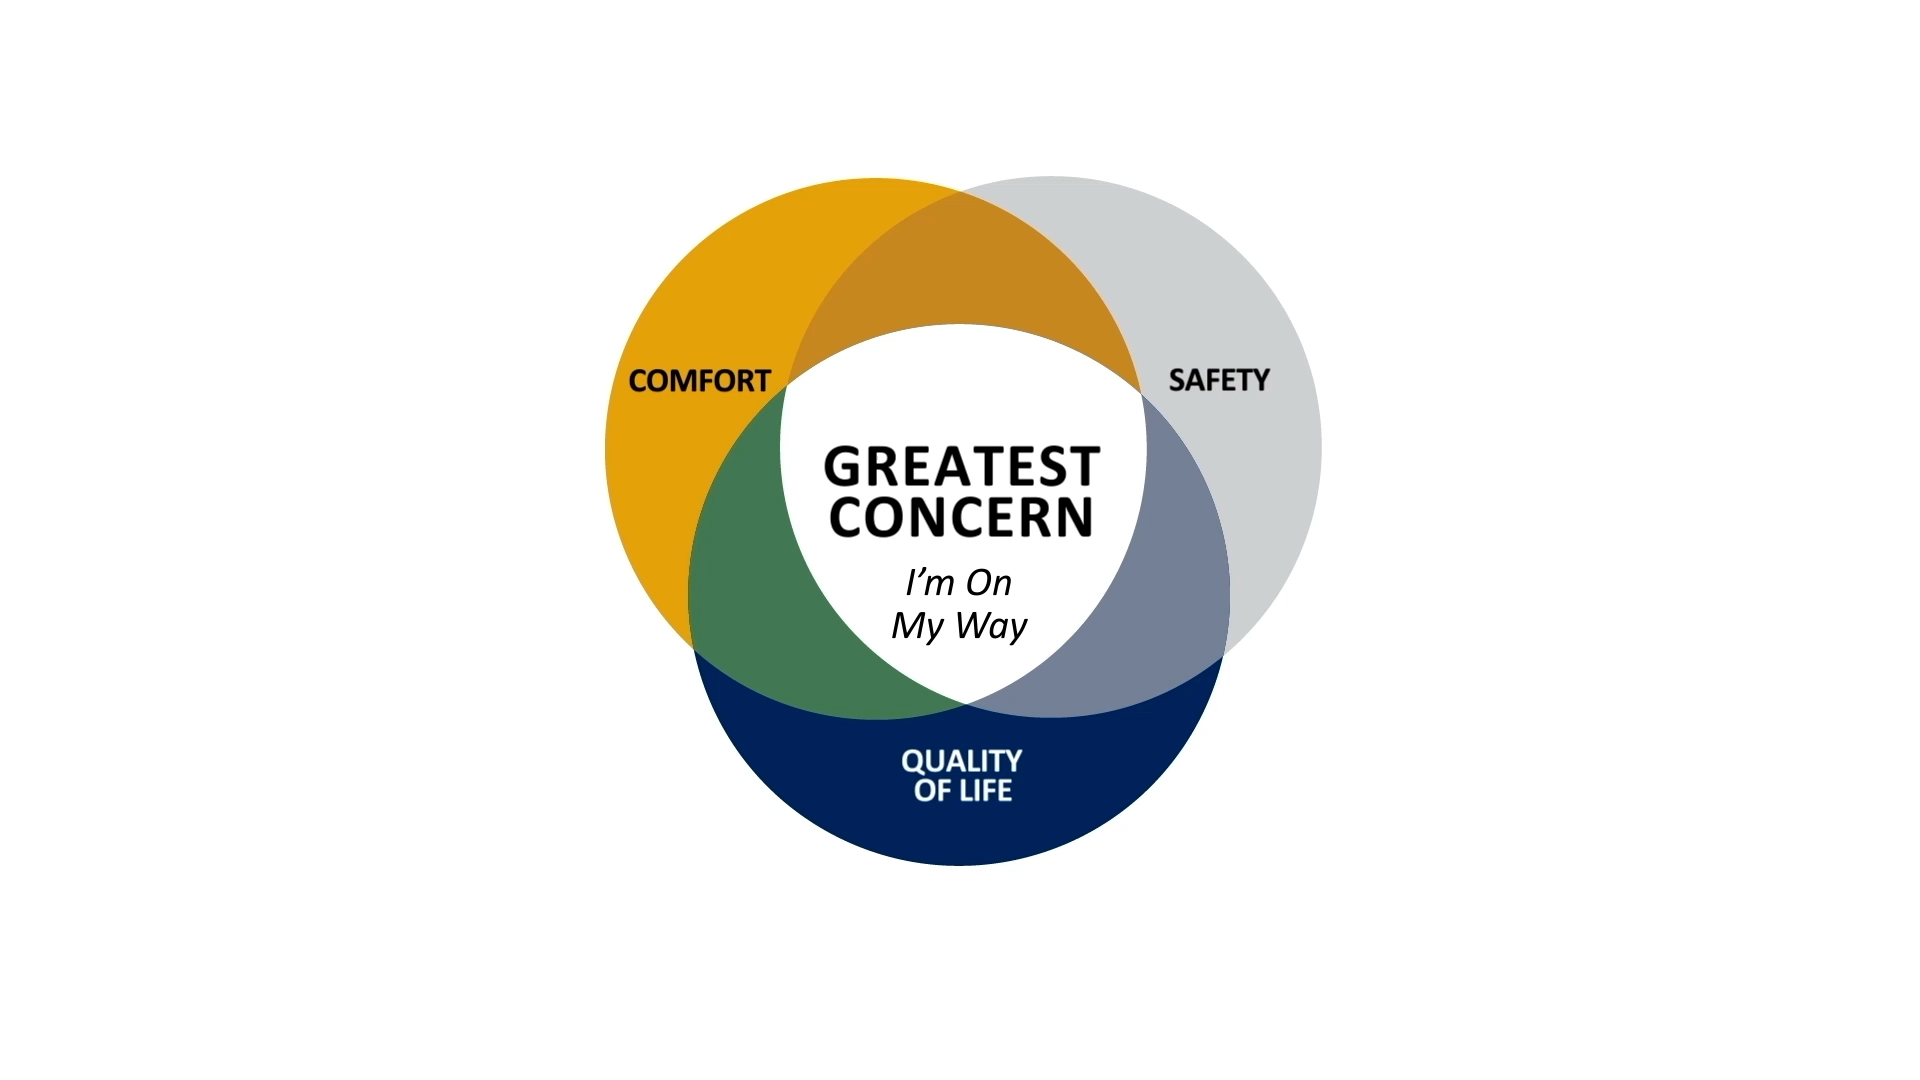 COMFORT
SAFETY
GREATEST
CONCERN
I'm On
My Way
QUALITY
OF LIFE